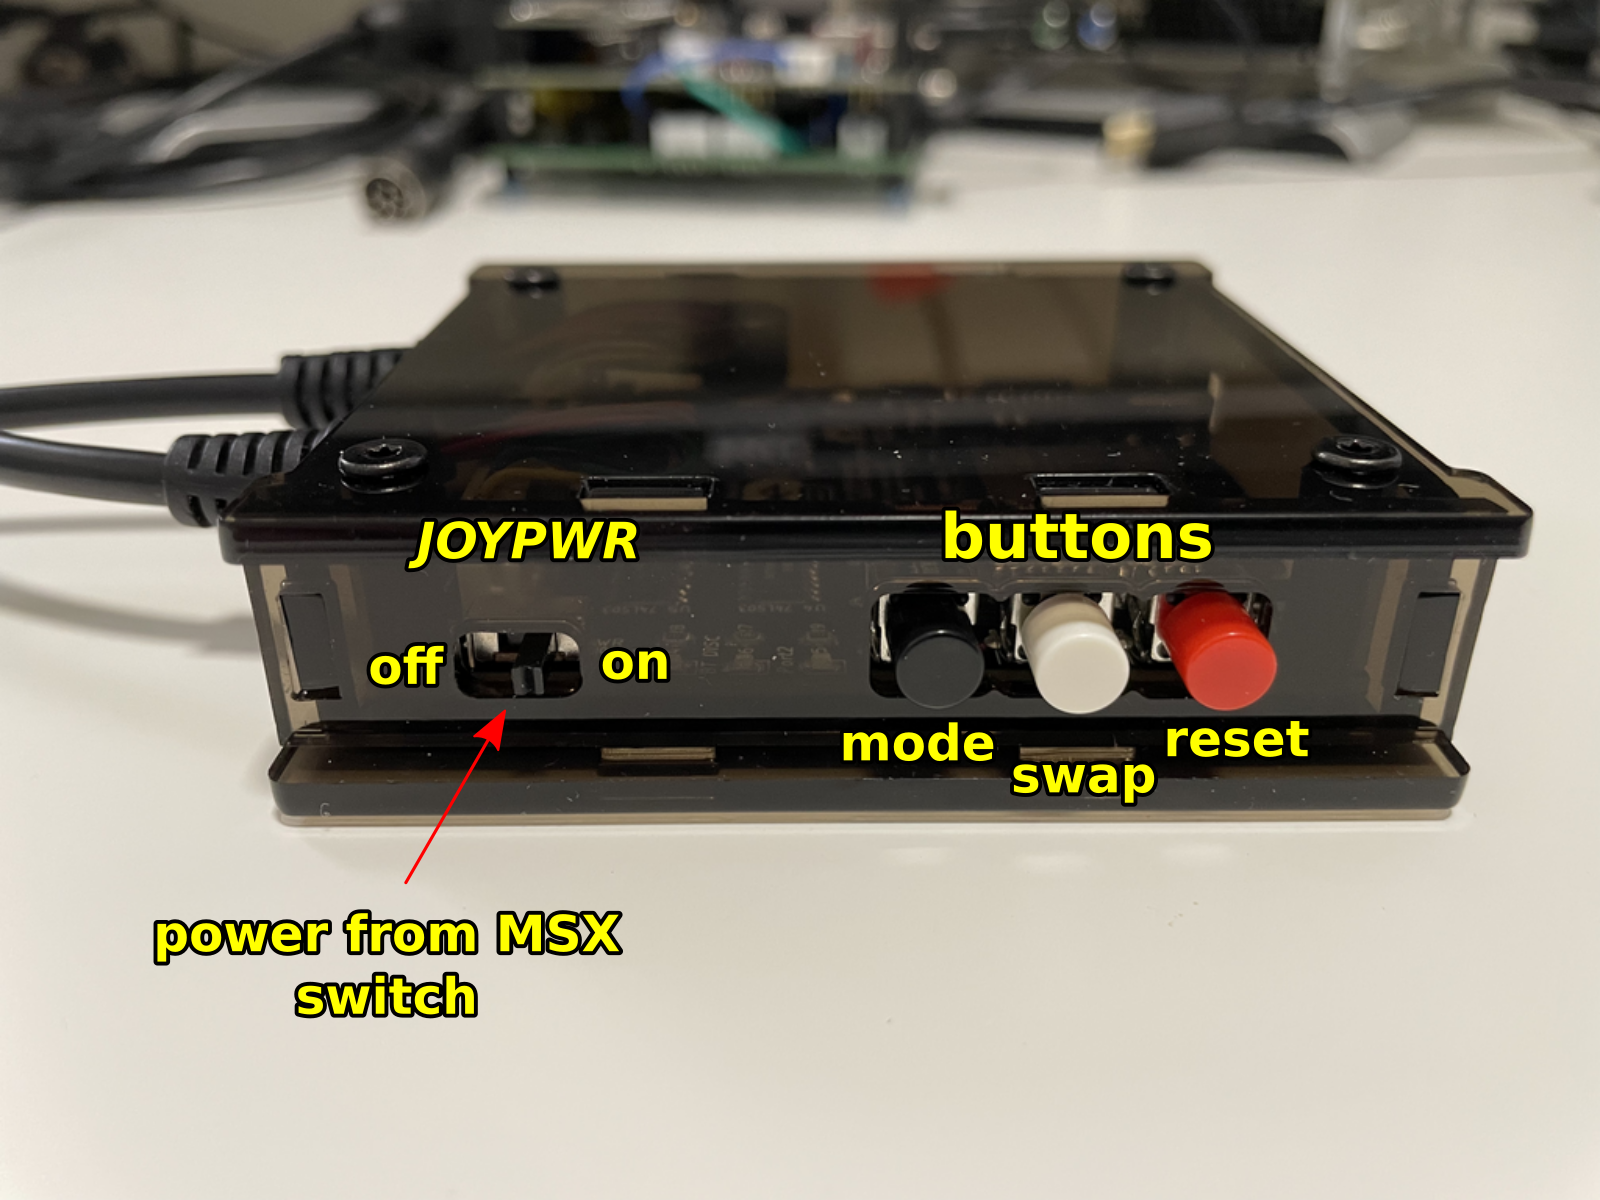 JOYPWR
buttons
off
on
mode
swap
reset
power from MSX
switch